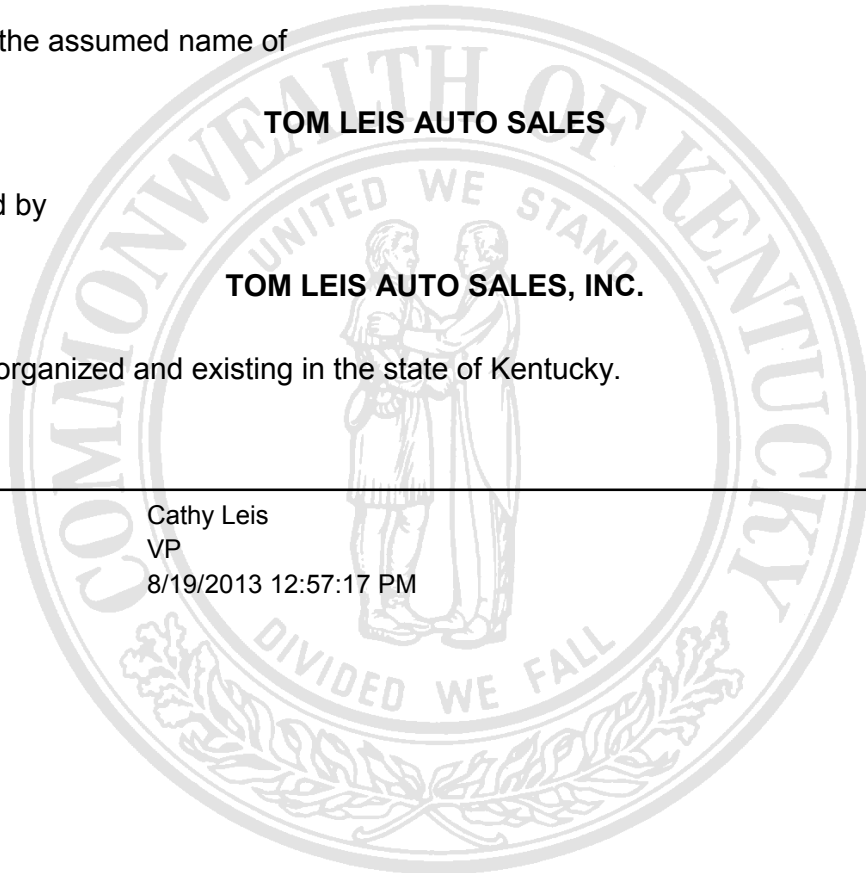 the assumed name of
TOM LEIS AUTO SALES
d by
TOM LEIS AUTO SALES, INC.
organized and existing in the state of Kentucky.
Cathy Leis
VP
8/19/2013 12:57:17 PM
COMMONWEALTH OF KENTUCKY
UNITED WE STAND
DIVIDED WE FALL